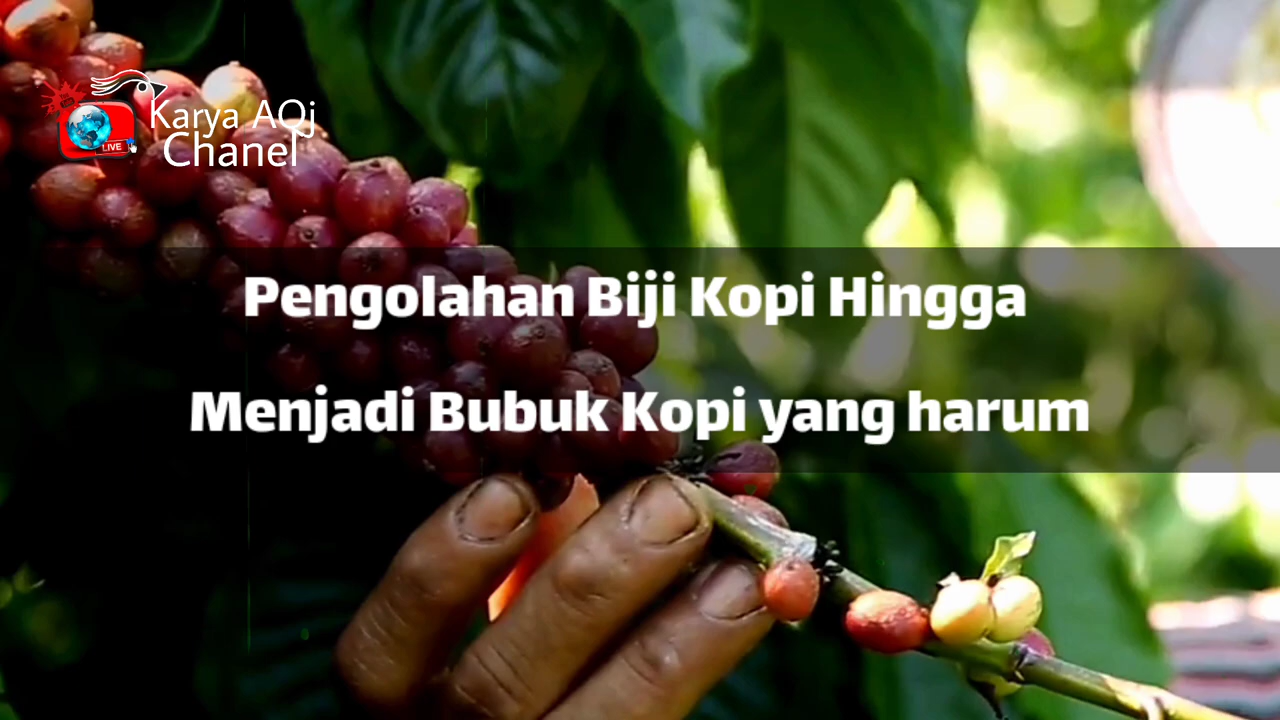 Karya AQj
Chanel
LIVE
Pengolahan Biji Kopi Hingga
Menjadi Bubuk Kopi yang harum